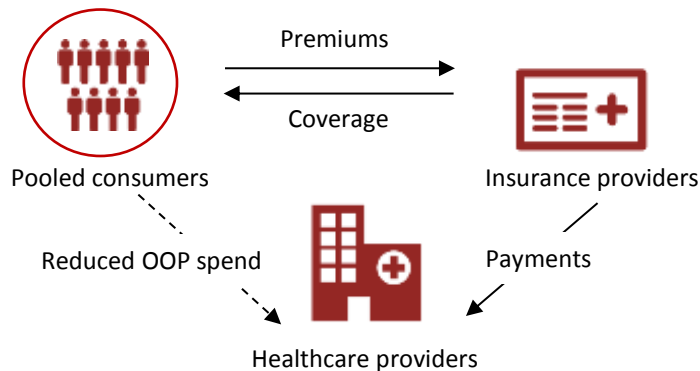 Premiums
Coverage
Pooled consumers
Insurance providers
Reduced OOP spend
Payments
Healthcare providers